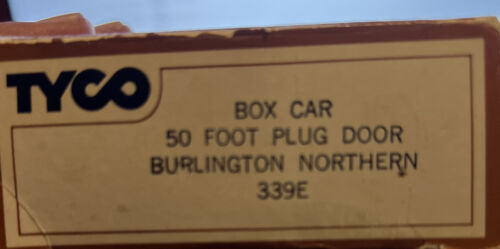 TYCO
BOX CAR
50 FOOT PLUG DOOR
BURLINGTON NORTHERN
339E